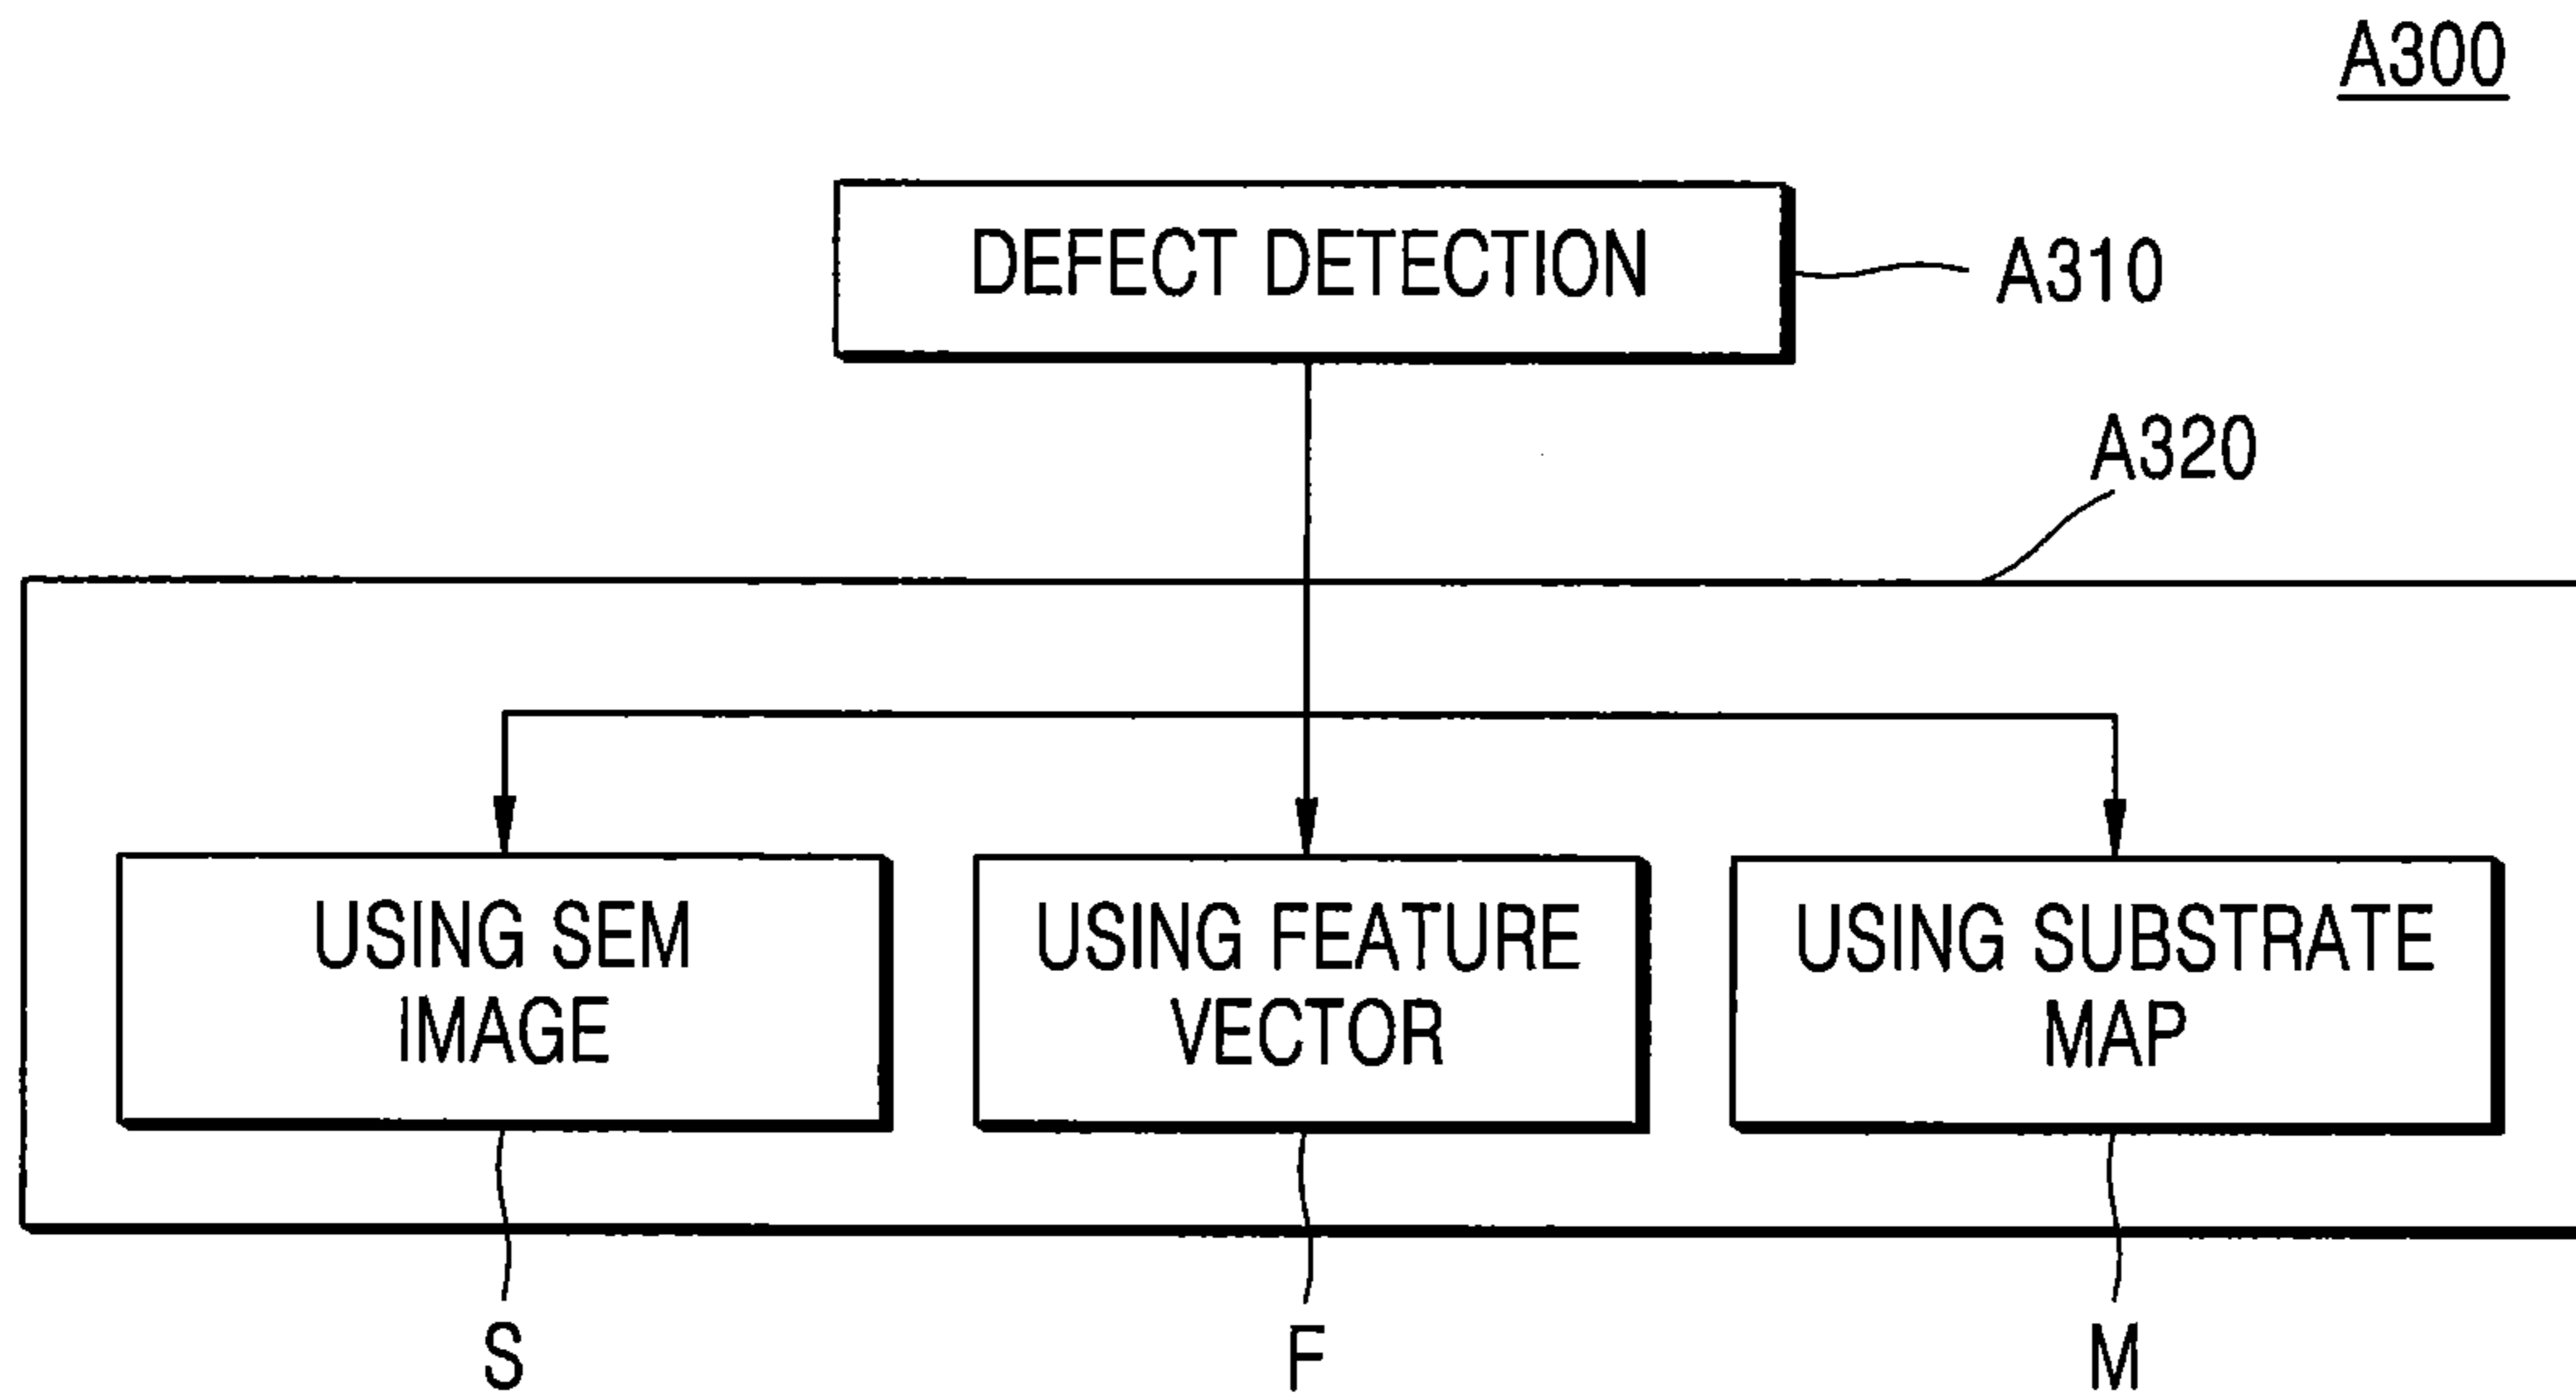 A300
DEFECT DETECTION
A310
A320
USING SEM
IMAGE
USING FEATURE
VECTOR
USING SUBSTRATE
MAP
S
F
M